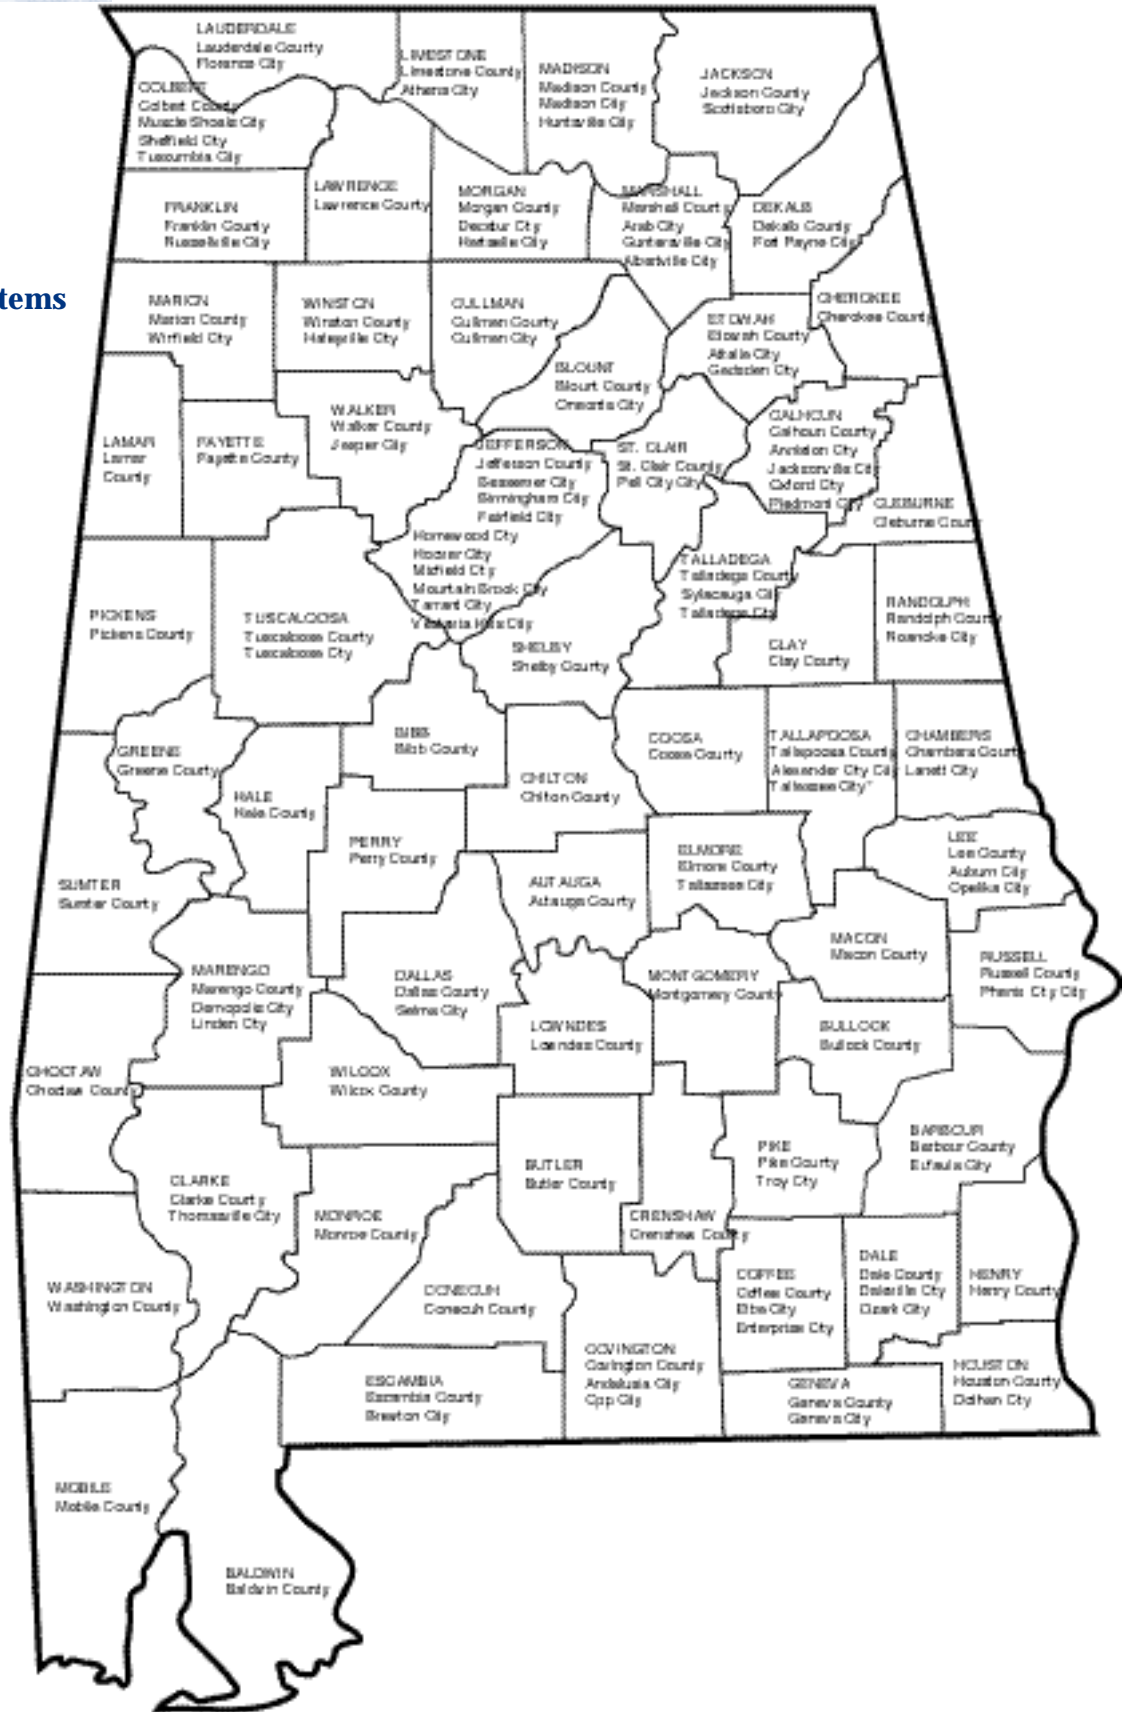 LAUDERDALE
Lauderdale County
Florence City
LIMESTONE
Limestone County
Athens City
MADISON
Madison County
Madison City
Huntsville City
JACKSON
Jackson County
Scottsboro City
COLBERT
Colbert County
Muscle Shoals City
Sheffield City
Tuscumbia City
FRANKLIN
Franklin County
Russellville City
LAWRENCE
Lawrence County
MORGAN
Morgan County
Decatur City
Hartselle City
MARSHALL
Marshall County
Arab City
Guntersville City
Albertville City
DEKALB
Dekalb County
Fort Payne City
tems
MARION
Marion County
Winfield City
WINSTON
Winston County
Haleyville City
CULLMAN
Cullman County
Cullman City
BLOUNT
Blount County
Oneonta City
ETOWAH
Etowah County
Attalla City
Gadsden City
CHEROKEE
Cherokee County
LAMAR
Lamar
County
FAYETTE
Fayette County
WALKER
Walker County
Jasper City
JEFFERSON
Jefferson County
Bessemer City
Birmingham City
Fairfield City
Homewood City
Hoover City
Midfield City
Mountain Brook City
Tarrant City
Vestavia Hills City
ST. CLAIR
St. Clair County
Pell City City
CALHOUN
Calhoun County
Anniston City
Jacksonville City
Oxford City
Piedmont City
CLEBURNE
Cleburne County
PICKENS
Pickens County
TUSCALOOSA
Tuscaloosa County
Tuscaloosa City
SHELBY
Shelby County
TALLADEGA
Talladega County
Sylacauga City
Talladega City
CLAY
Clay County
RANDOLPH
Randolph County
Roanoke City
GREENE
Greene County
HALE
Hale County
BIBB
Bibb County
CHILTON
Chilton County
COOSA
Coosa County
TALLAPOOSA
Tallapoosa County
Alexander City City
Tallassee City*
CHAMBERS
Chambers County
Lanett City
SUMTER
Sumter County
PERRY
Perry County
AUTAUGA
Autauga County
ELMORE
Elmore County
Tallassee City
LEE
Lee County
Auburn City
Opelika City
MARENGO
Marengo County
Demopolis City
Linden City
DALLAS
Dallas County
Selma City
LOWNDES
Lowndes County
MONTGOMERY
Montgomery County
MACON
Macon County
RUSSELL
Russell County
Phenix City City
BULLOCK
Bullock County
CHOCTAW
Choctaw County
WILCOX
Wilcox County
CLARKE
Clarke County
Thomasville City
MONROE
Monroe County
BUTLER
Butler County
CRENSHAW
Crenshaw County
PIKE
Pike County
Troy City
BARBOUR
Barbour County
Eufaula City
WASHINGTON
Washington County
CONECUH
Conecuh County
COFFEE
Coffee County
Elba City
Enterprise City
DALE
Dale County
Daleville City
Ozark City
HENRY
Henry County
ESCAMBIA
Escambia County
Brewton City
COVINGTON
Covington County
Andalusia City
Opp City
GENEVA
Geneva County
Geneva City
HOUSTON
Houston County
Dothan City
MOBILE
Mobile County
BALDWIN
Baldwin County